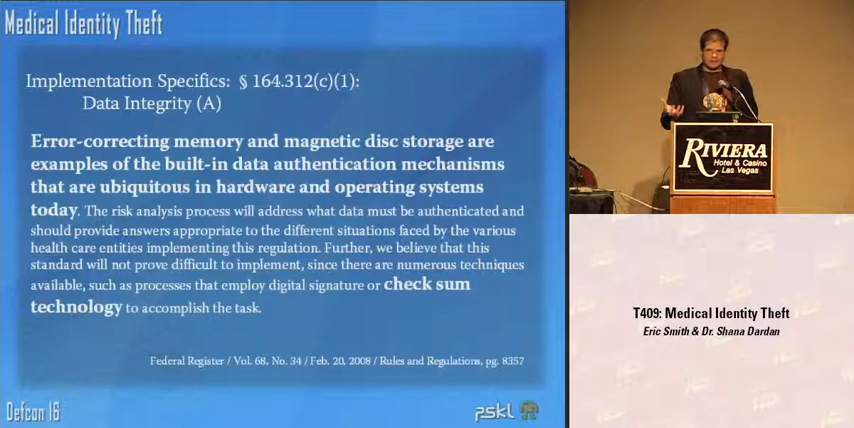 Medical Identity Theft
Implementation Specifics: § 164.312(c)(1):
Data Integrity (A)
Error-correcting memory and magnetic disc storage are
examples of the built-in data authentication mechanisms
that are ubiquitous in hardware and operating systems
today. The risk analysis process will address what data must be authenticated and
should provide answers appropriate to the different situations faced by the various
health care entities implementing this regulation. Further, we believe that this
standard will not prove difficult to implement, since there are numerous techniques
available, such as processes that employ digital signature or check sum
technology to accomplish the task.
Federal Register / Vol. 68, No. 34 / Feb. 20, 2008 / Rules and Regulations, pg. 8357
Defcon 16
pskl
RIVIERA
Hotel & Casino
Las Vegas
T409: Medical Identity Theft
Eric Smith & Dr. Shana Dardan